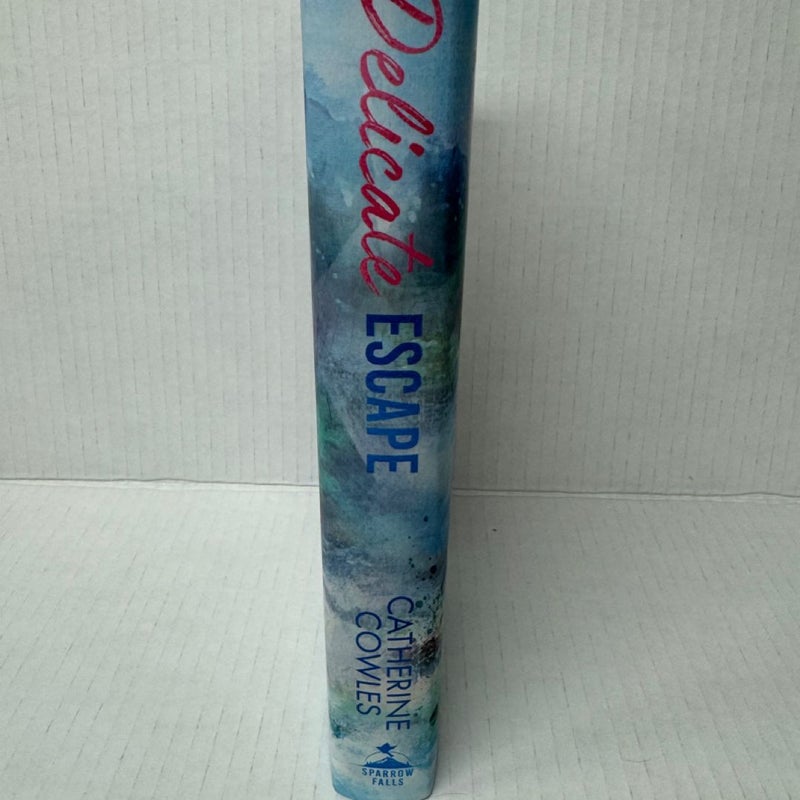 Delicate
ESCAPE
CATHERINE
COWLES
SPARROW
FALLS